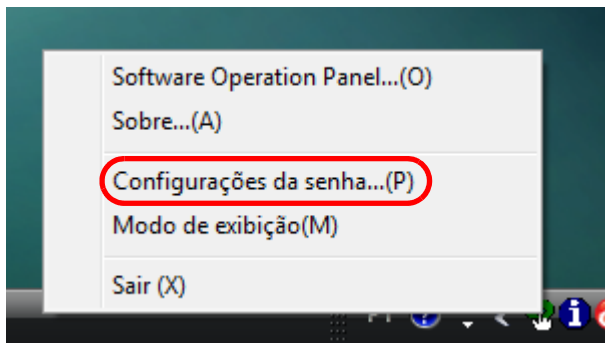 Software Operation Panel...(O)
Sobre...(A)
Configurações da senha...(P)
Modo de exibição(M)
Sair (X)